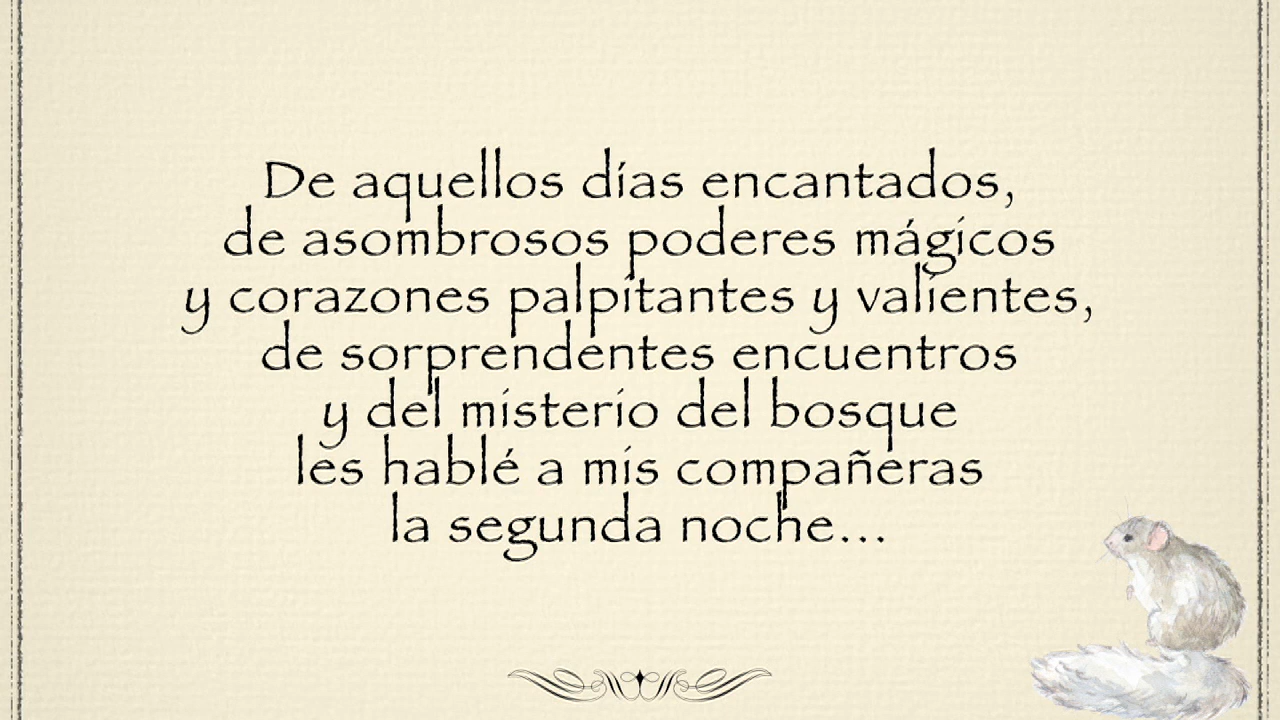 De aquellos días encantados,
de asombrosos poderes mágicos
y corazones palpitantes y valientes,
de sorprendentes encuentros
y del misterio del bosque
les hablé a mis compañeras
la segunda noche...